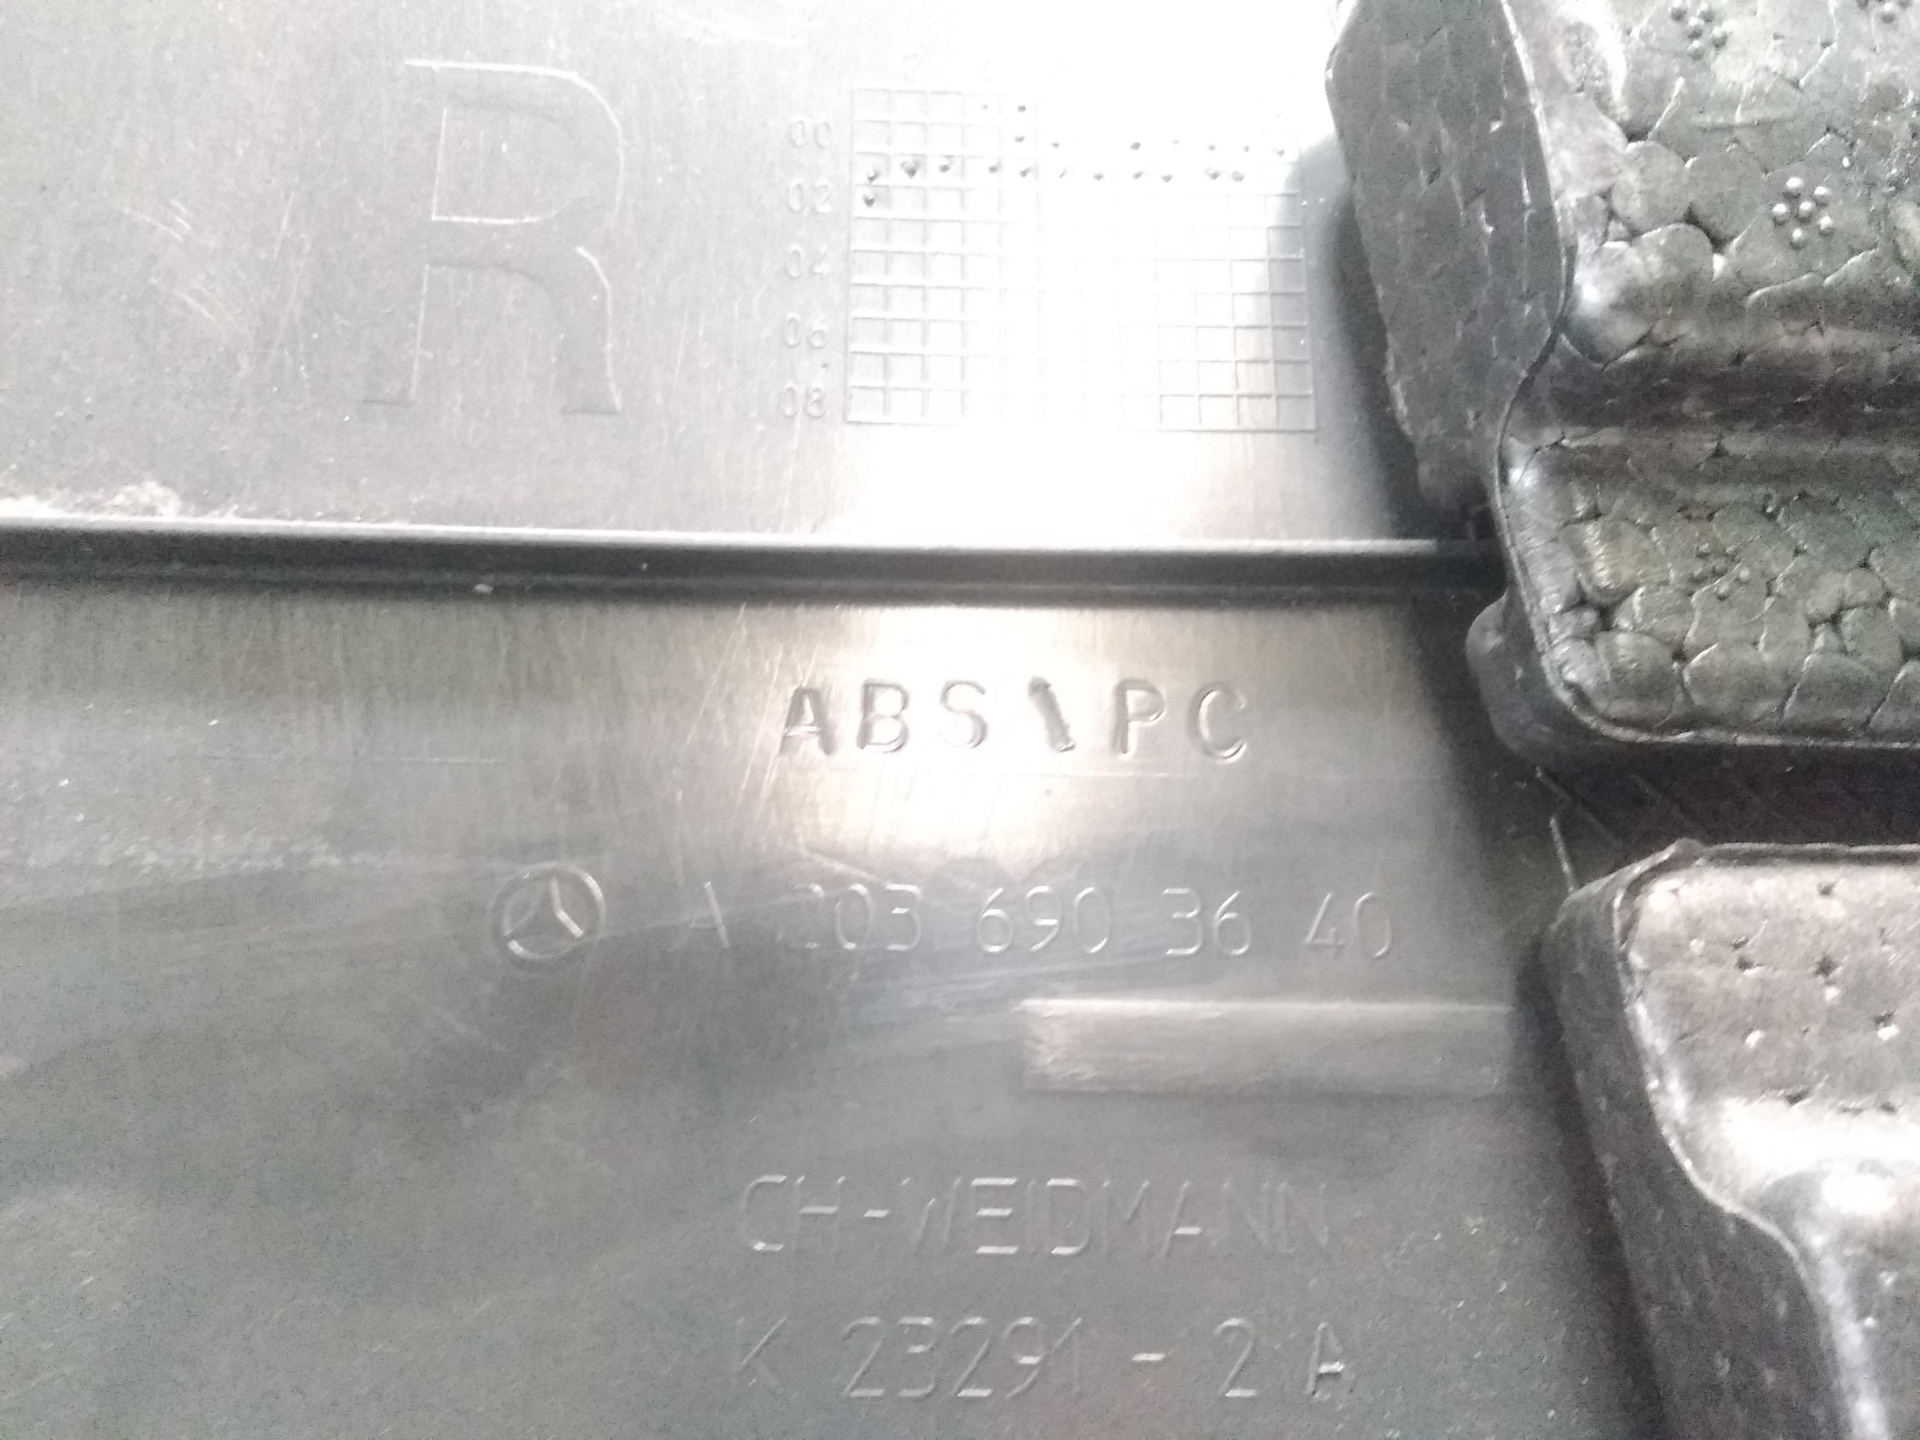 R
00
02
04
06
08
ABS\PC
A 203 690 36 40
CH-WEIDMANN
K 23291-2 A